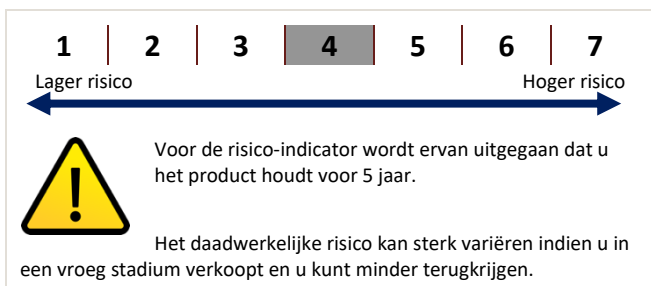 1 2 3 4 5 6 7
Lager risico Hoger risico
Voor de risico-indicator wordt ervan uitgegaan dat u
het product houdt voor 5 jaar.
Het daadwerkelijke risico kan sterk variëren indien u in
een vroeg stadium verkoopt en u kunt minder terugkrijgen.